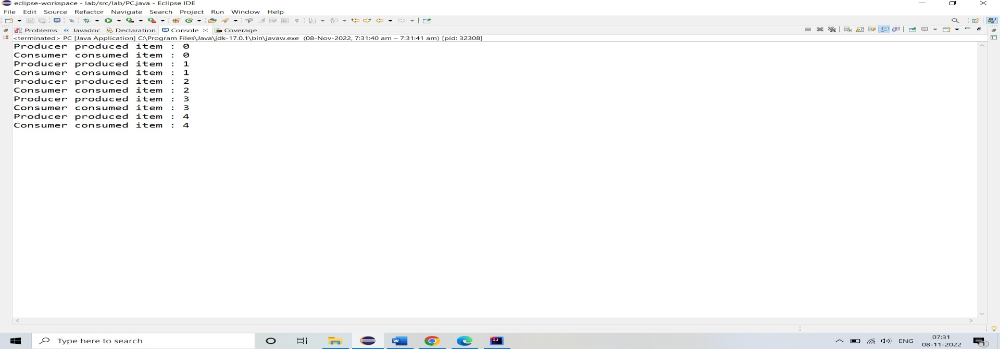 eclipse-workspace - lab/src/lab/PC.java - Eclipse IDE
File Edit Source Refactor Navigate Search Project Run Window Help
Problems @ Javadoc Declaration Console Coverage
<terminated> PC [Java Application] C:\Program Files\Java\jdk-17.0.1\bin\javaw.exe (08-Nov-2022, 7:31:40 am – 7:31:41 am) [pid: 32308]
Producer produced item : 0
Consumer consumed item : 0
Producer produced item : 1
Consumer consumed item : 1
Producer produced item : 2
Consumer consumed item : 2
Producer produced item : 3
Consumer consumed item : 3
Producer produced item : 4
Consumer consumed item : 4
Type here to search
ENG
07:31
08-11-2022
1